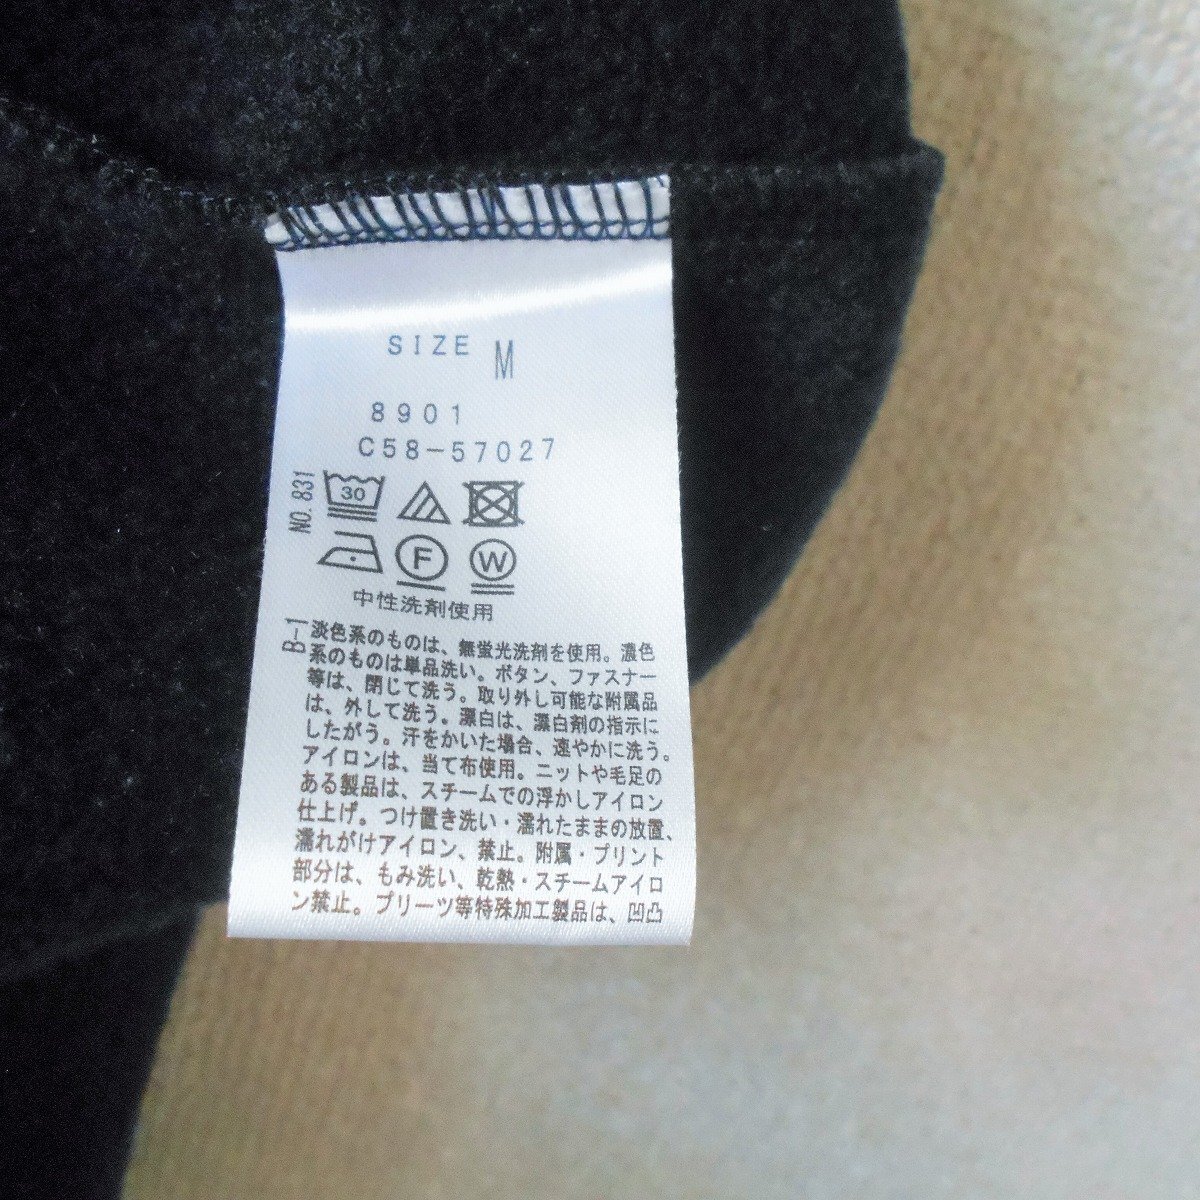 SIZE M
8901
C58-57027
NO. 831
30
F
W
中性洗剤使用
B-1
淡色系のものは、無蛍光洗剤を使用。濃色
系のものは単品洗い。ボタン、ファスナー
等は、閉じて洗う。取り外し可能な附属品
は、外して洗う。漂白は、漂白剤の指示に
したがう。汗をかいた場合、速やかに洗う。
アイロンは、当て布使用。ニットや毛足の
ある製品は、スチームでの浮かしアイロン
仕上げ。つけ置き洗い・濡れたままの放置、
濡れがけアイロン、禁止。附属・プリント
部分は、もみ洗い、乾熱・スチームアイロ
ン禁止。プリーツ等特殊加工製品は、凹凸